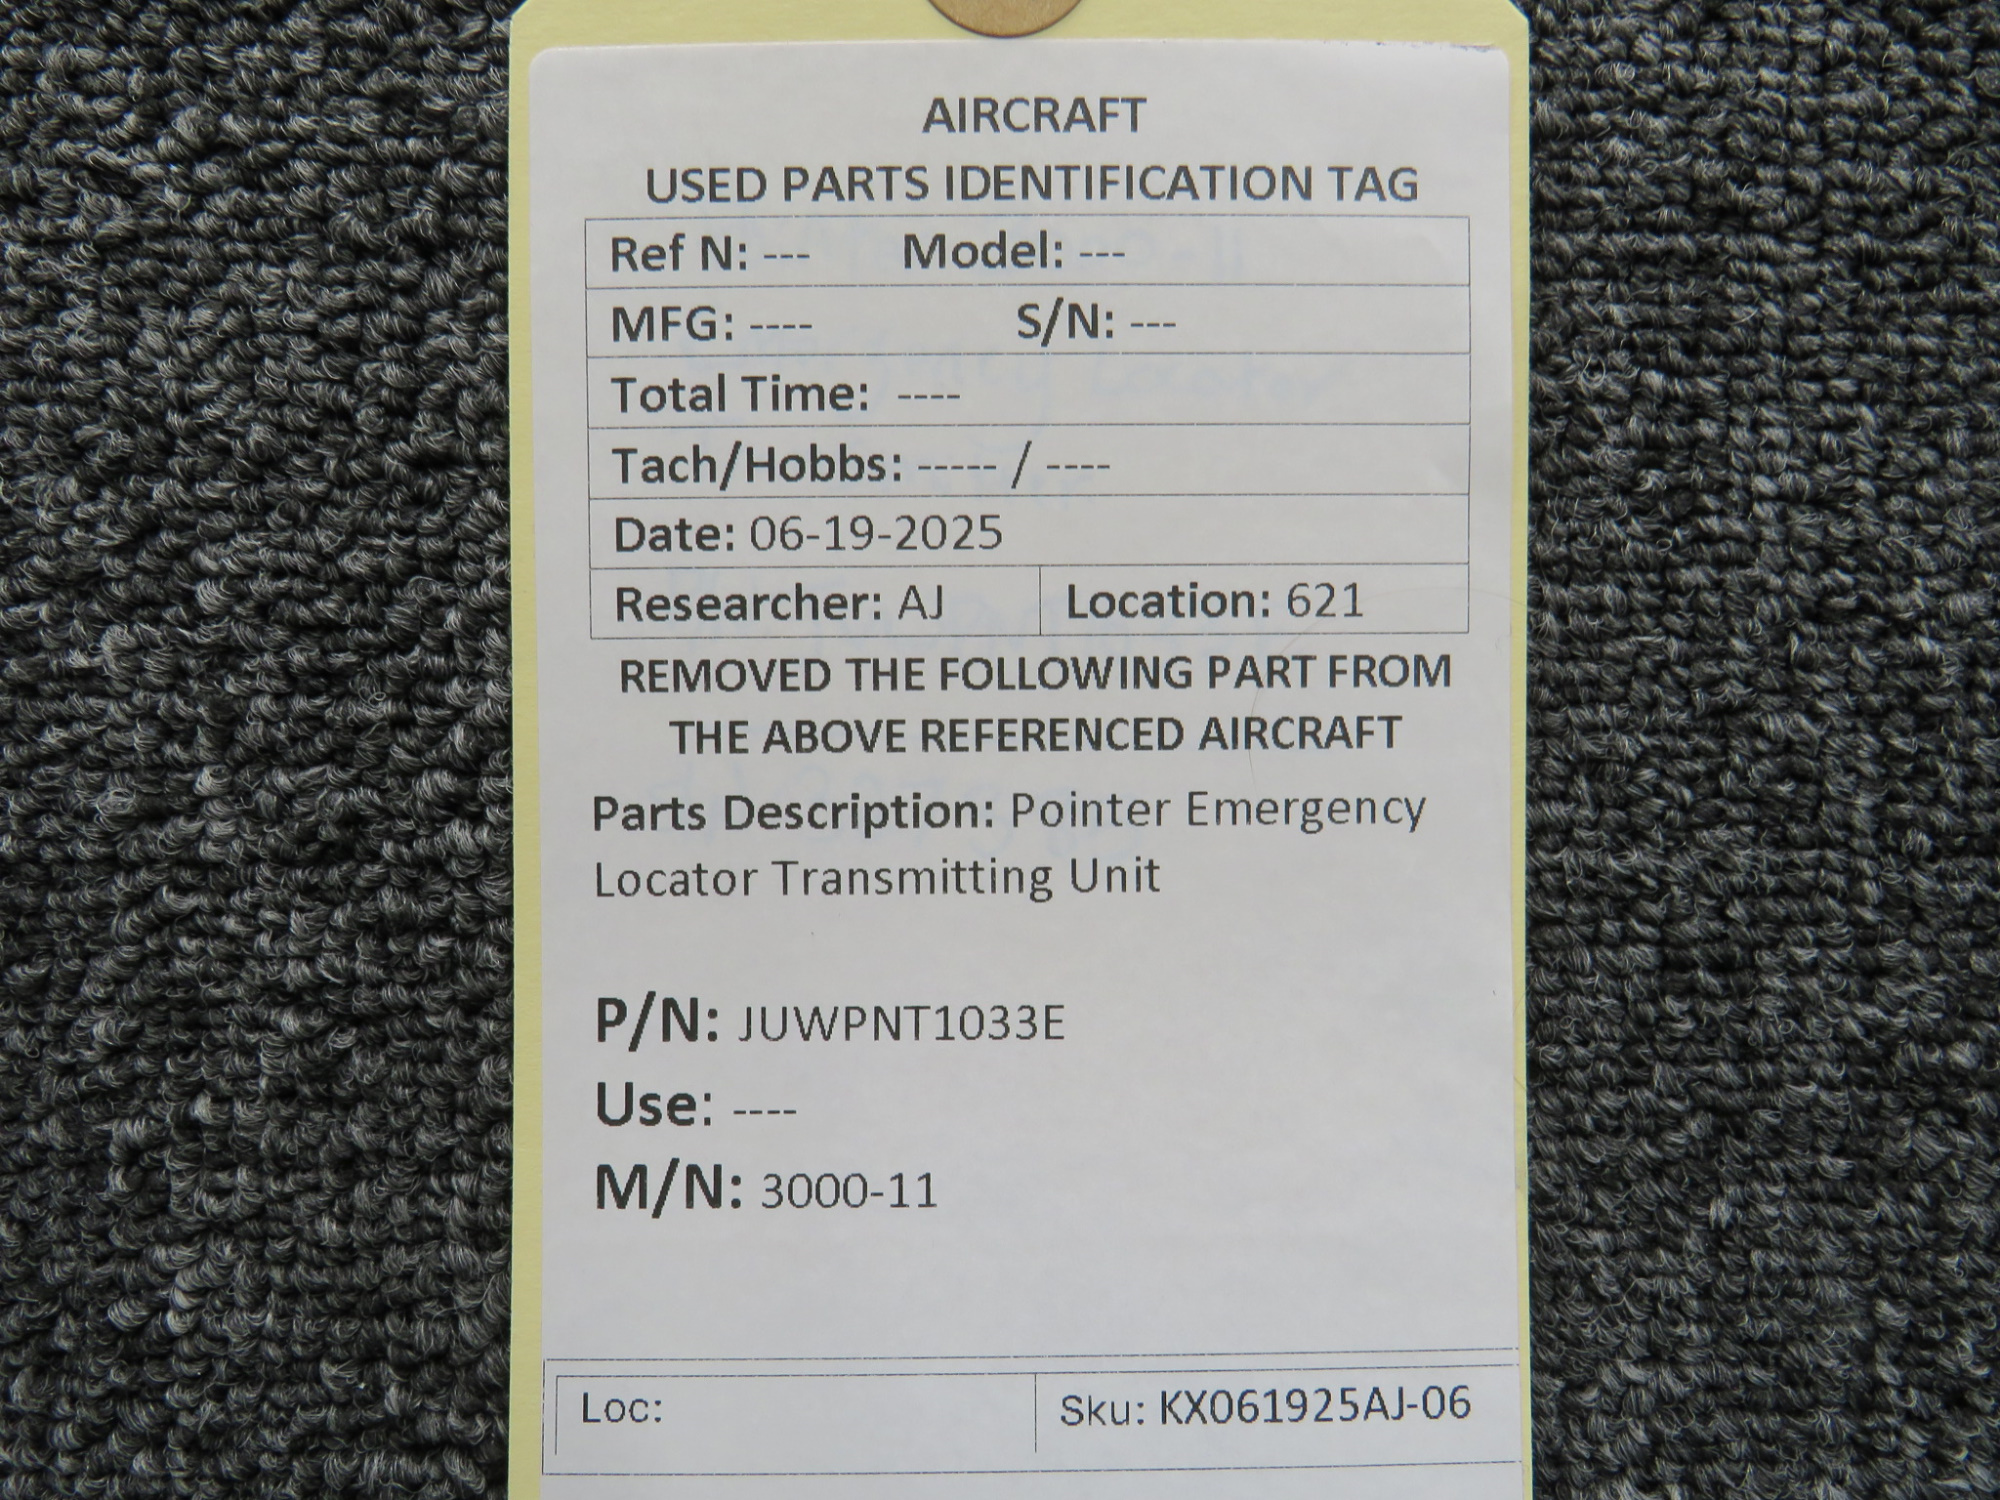 AIRCRAFT
USED PARTS IDENTIFICATION TAG
Ref N: --- Model: ---
MFG: ---- S/N: ---
Total Time: ----
Tach/Hobbs: ----- / ----
Date: 06-19-2025
Researcher: AJ Location: 621
REMOVED THE FOLLOWING PART FROM
THE ABOVE REFERENCED AIRCRAFT
Parts Description: Pointer Emergency
Locator Transmitting Unit
P/N: JUWPNT1033E
Use: ----
M/N: 3000-11
Loc: Sku: KX061925AJ-06